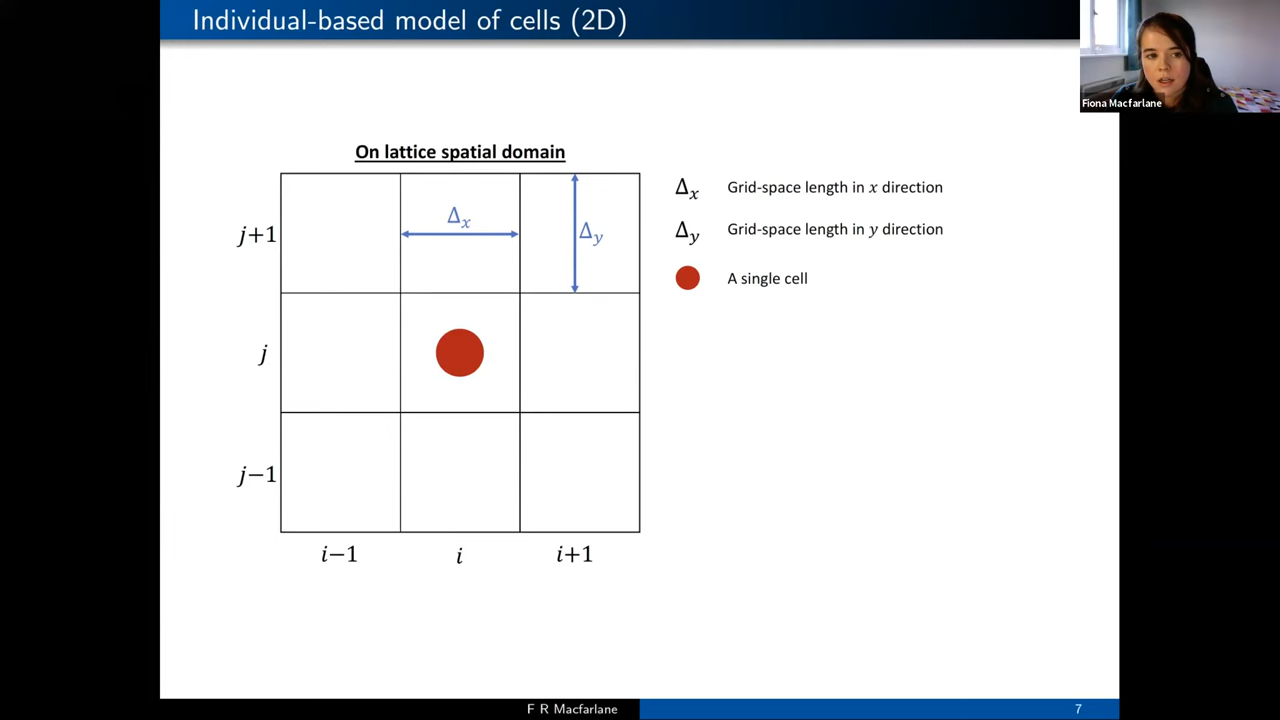 Individual-based model of cells (2D)
Fiona Macfarlane
On lattice spatial domain
j+1
Δx
Δy
j
j−1
i−1
i
i+1
Δx Grid-space length in x direction
Δy Grid-space length in y direction
A single cell
F R Macfarlane
7